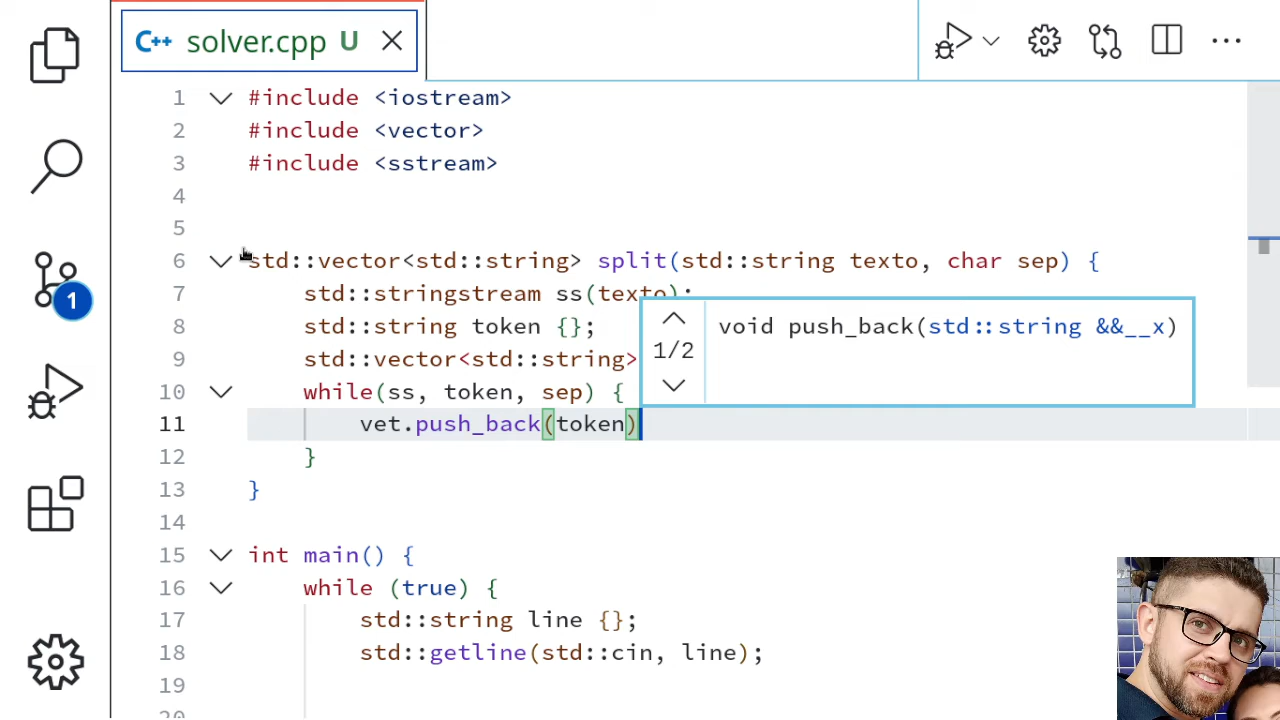 C++ solver.cpp U
1 #include <iostream>
2 #include <vector>
3 #include <sstream>
4
5
6 std::vector<std::string> split(std::string texto, char sep) {
7 std::stringstream ss(texto);
8 std::string token {};
9 std::vector<std::string>
10 while(ss, token, sep) {
11 vet.push_back(token)
12 }
13 }
14
15 int main() {
16 while (true) {
17 std::string line {};
18 std::getline(std::cin, line);
19
20
1/2 void push_back(std::string &&__x)
1